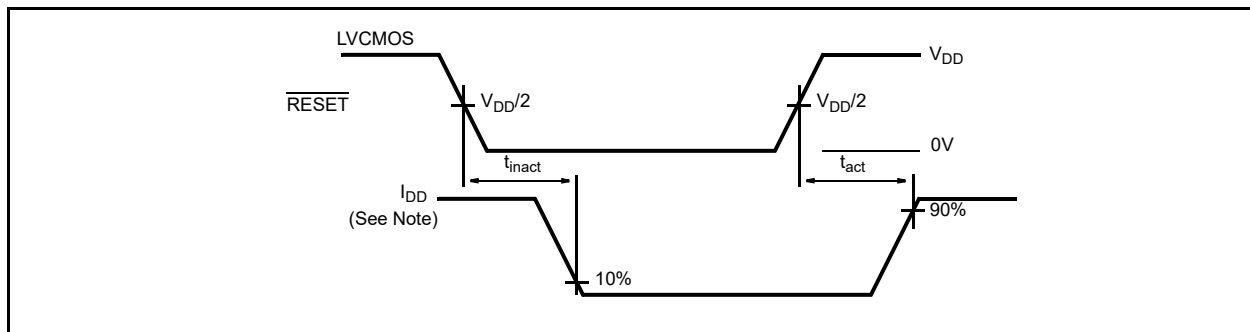 LVCMOS
V_DD
RESET
V_DD/2
V_DD/2
0V
t_inact
t_act
I_DD
(See Note)
90%
10%